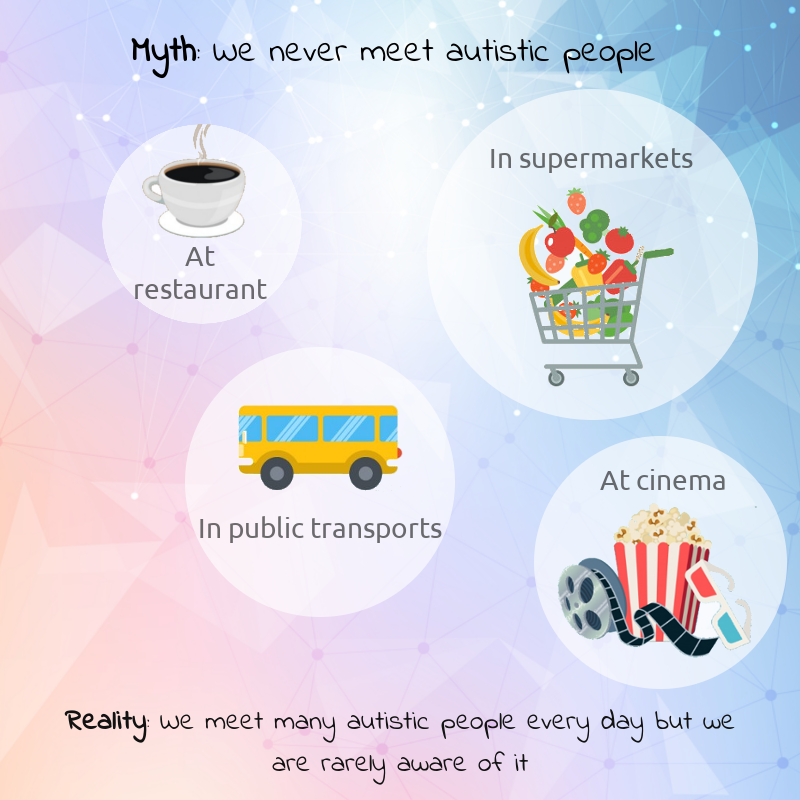 Myth: We never meet autistic people
In supermarkets
At
restaurant
In public transports
At cinema
Reality: We meet many autistic people every day but we
are rarely aware of it